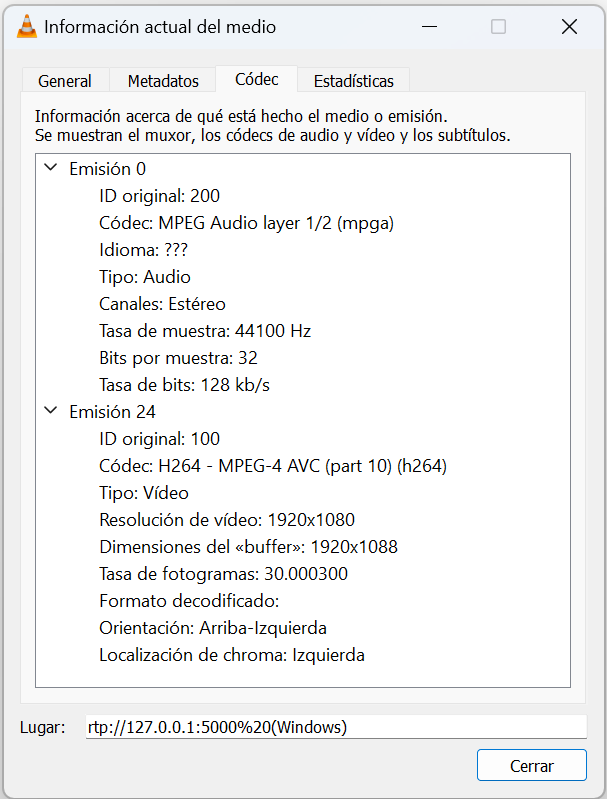 Información actual del medio
General
Metadatos
Códec
Estadísticas
Información acerca de qué está hecho el medio o emisión.
Se muestran el muxor, los códecs de audio y vídeo y los subtítulos.
Emisión 0
ID original: 200
Códec: MPEG Audio layer 1/2 (mpga)
Idioma: ???
Tipo: Audio
Canales: Estéreo
Tasa de muestra: 44100 Hz
Bits por muestra: 32
Tasa de bits: 128 kb/s
Emisión 24
ID original: 100
Códec: H264 - MPEG-4 AVC (part 10) (h264)
Tipo: Vídeo
Resolución de vídeo: 1920x1080
Dimensiones del «buffer»: 1920x1088
Tasa de fotogramas: 30.000300
Formato decodificado:
Orientación: Arriba-Izquierda
Localización de chroma: Izquierda
Lugar: rtp://127.0.0.1:5000%20(Windows)
Cerrar